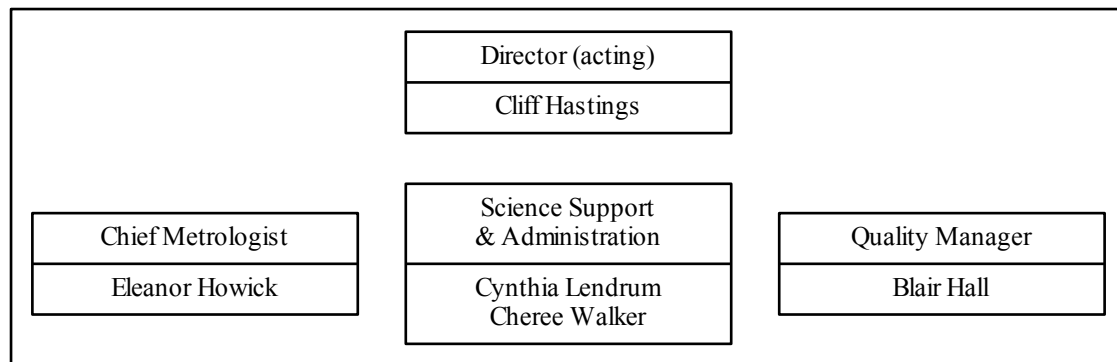 Director (acting)
Cliff Hastings
Chief Metrologist
Eleanor Howick
Science Support
& Administration
Cynthia Lendrum
Cheree Walker
Quality Manager
Blair Hall